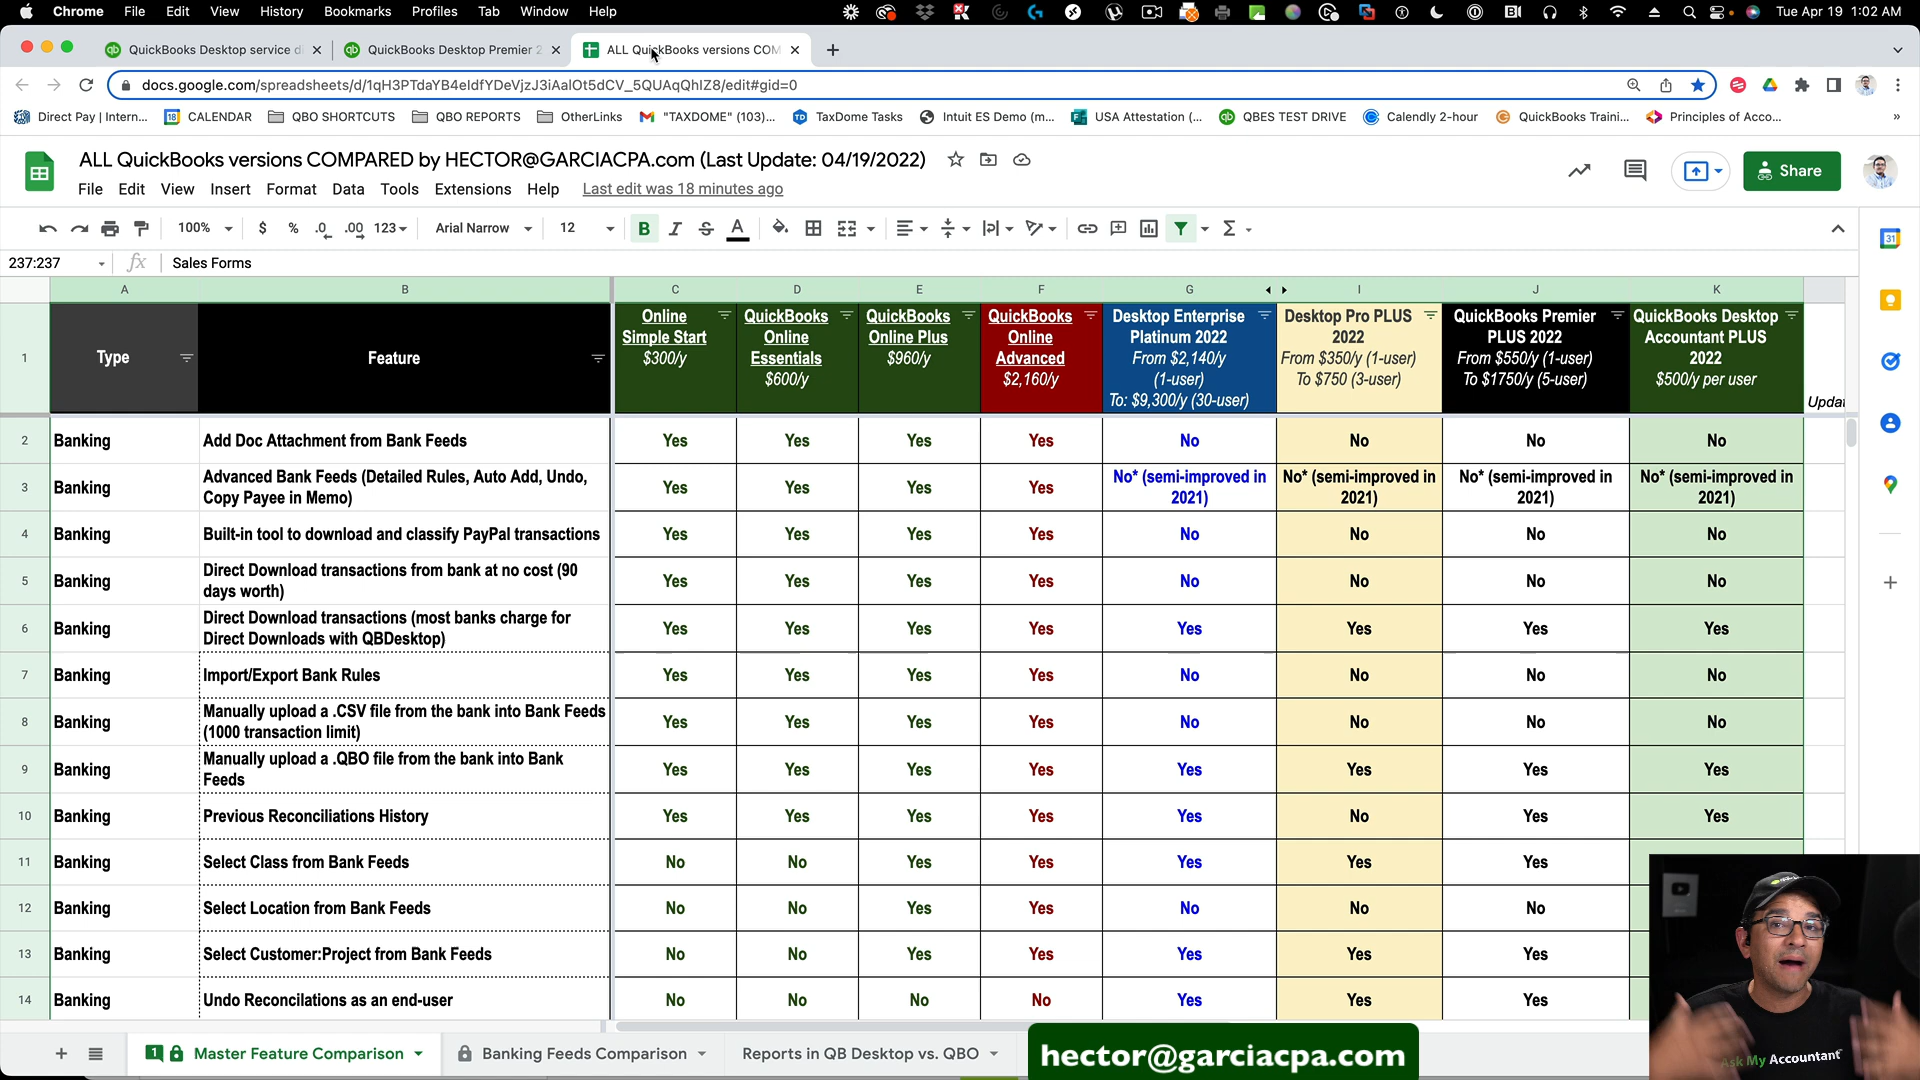 Chrome File Edit View History Bookmarks Profiles Tab Window Help Tue Apr 19 1:02 AM
QuickBooks Desktop service di QuickBooks Desktop Premier 2 ALL QuickBooks versions COM
docs.google.com/spreadsheets/d/1qH3PTdaYB4eIdfYDeVjzJ3iAalOt5dCV_5QUAqQhIZ8/edit#gid=0
Direct Pay | Intern... CALENDAR QBO SHORTCUTS QBO REPORTS OtherLinks "TAXDOME" (103)... TaxDome Tasks Intuit ES Demo (m... USA Attestation (... QBES TEST DRIVE Calendly 2-hour QuickBooks Traini... Principles of Acco... »
ALL QuickBooks versions COMPARED by HECTOR@GARCIACPA.com (Last Update: 04/19/2022)
File Edit View Insert Format Data Tools Extensions Help Last edit was 18 minutes ago
Share
100% $ % .0 .00 123 Arial Narrow 12 B I S A
237:237 fx Sales Forms
A B C D E F G I J K
1 Type Feature
Online Simple Start $300/y
QuickBooks Online Essentials $600/y
QuickBooks Online Plus $960/y
QuickBooks Online Advanced $2,160/y
Desktop Enterprise Platinum 2022 From $2,140/y (1-user) To: $9,300/y (30-user)
Desktop Pro PLUS 2022 From $350/y (1-user) To $750 (3-user)
QuickBooks Premier PLUS 2022 From $550/y (1-user) To $1750/y (5-user)
QuickBooks Desktop Accountant PLUS 2022 $500/y per user
Updat
2 Banking Add Doc Attachment from Bank Feeds Yes Yes Yes Yes No No No No
3 Banking Advanced Bank Feeds (Detailed Rules, Auto Add, Undo, Copy Payee in Memo) Yes Yes Yes Yes No* (semi-improved in 2021) No* (semi-improved in 2021) No* (semi-improved in 2021) No* (semi-improved in 2021)
4 Banking Built-in tool to download and classify PayPal transactions Yes Yes Yes Yes No No No No
5 Banking Direct Download transactions from bank at no cost (90 days worth) Yes Yes Yes Yes No No No No
6 Banking Direct Download transactions (most banks charge for Direct Downloads with QBDesktop) Yes Yes Yes Yes Yes Yes Yes Yes
7 Banking Import/Export Bank Rules Yes Yes Yes Yes No No No No
8 Banking Manually upload a .CSV file from the bank into Bank Feeds (1000 transaction limit) Yes Yes Yes Yes No No No No
9 Banking Manually upload a .QBO file from the bank into Bank Feeds Yes Yes Yes Yes Yes Yes Yes Yes
10 Banking Previous Reconciliations History Yes Yes Yes Yes Yes No Yes Yes
11 Banking Select Class from Bank Feeds No No Yes Yes Yes Yes Yes
12 Banking Select Location from Bank Feeds No No Yes Yes No No No
13 Banking Select Customer:Project from Bank Feeds No No Yes Yes Yes Yes Yes
14 Banking Undo Reconcilations as an end-user No No No No Yes Yes Yes
Master Feature Comparison Banking Feeds Comparison Reports in QB Desktop vs. QBO
hector@garciacpa.com
Ask My Accountant